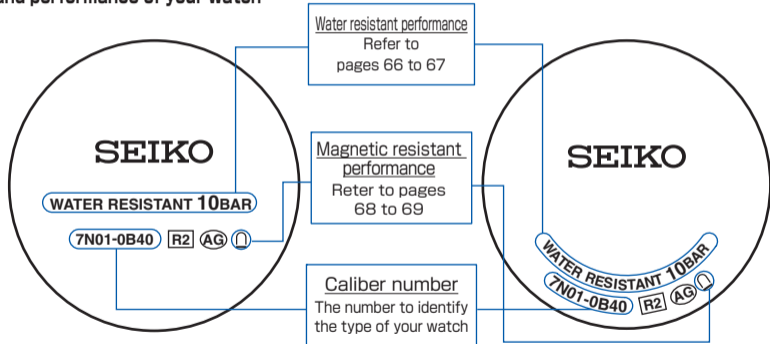 and performance of your watch
Water resistant performance
Refer to
pages 66 to 67
SEIKO
WATER RESISTANT 10BAR
7N01-0B40 R2 AG
Magnetic resistant
performance
Reter to pages
68 to 69
Caliber number
The number to identify
the type of your watch
SEIKO
WATER RESISTANT 10BAR
7N01-0B40 R2 AG